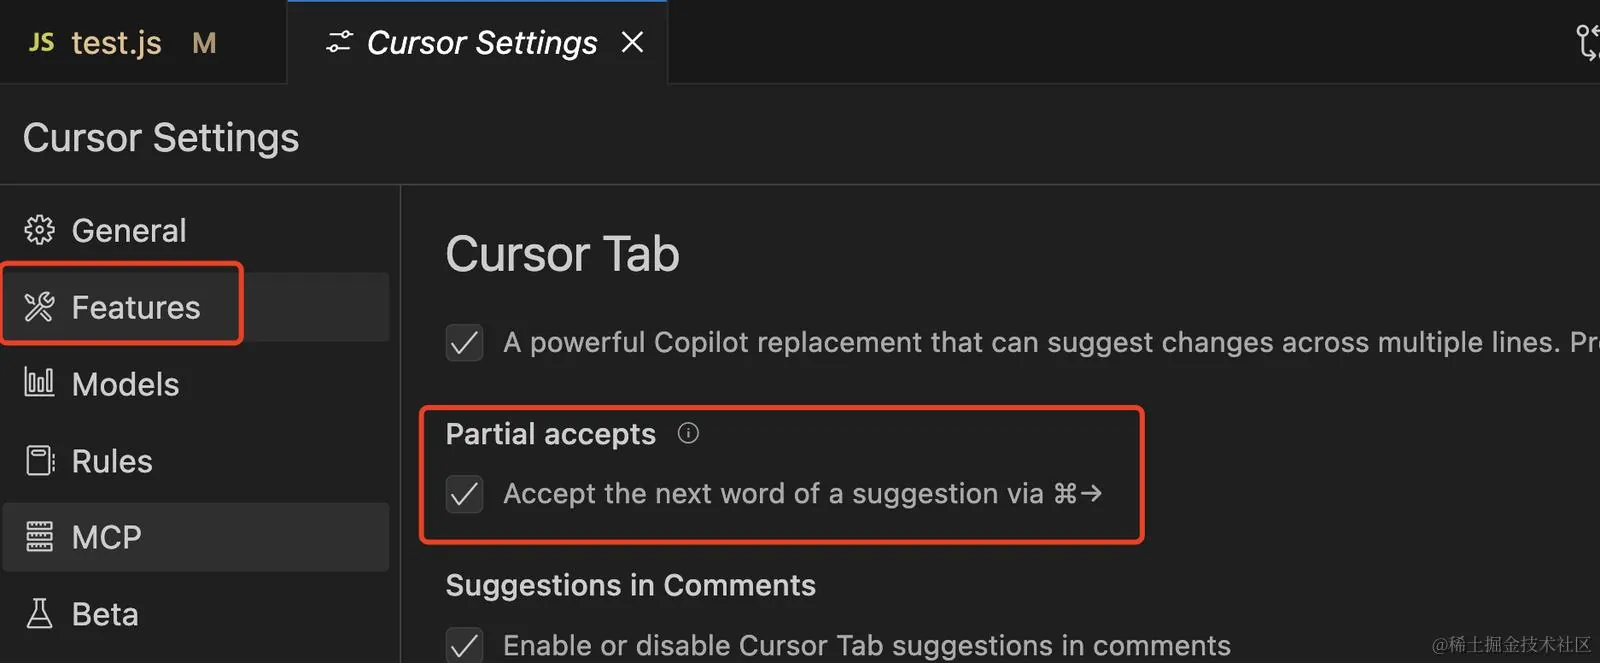 JS test.js M Cursor Settings
Cursor Settings
General
Features
Models
Rules
MCP
Beta
Cursor Tab
A powerful Copilot replacement that can suggest changes across multiple lines.
Partial accepts
Accept the next word of a suggestion via ⌘→
Suggestions in Comments
Enable or disable Cursor Tab suggestions in comments
@稀土掘金技术社区